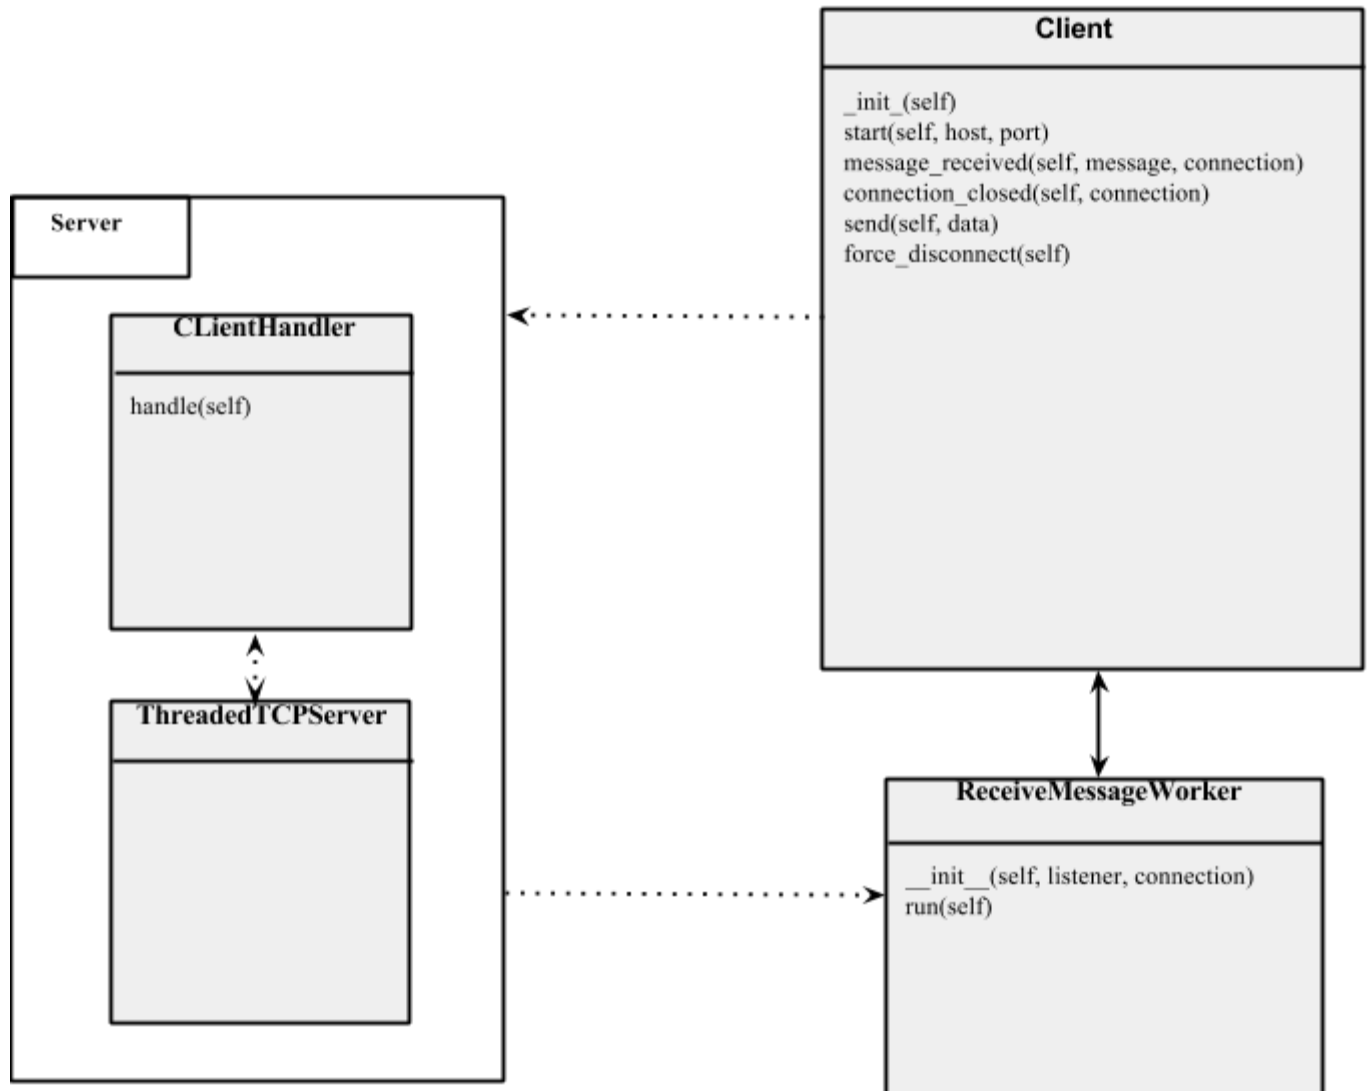 Client
_init_(self)
start(self, host, port)
message_received(self, message, connection)
connection_closed(self, connection)
send(self, data)
force_disconnect(self)
Server
CLientHandler
handle(self)
ThreadedTCPServer
ReceiveMessageWorker
__init__(self, listener, connection)
run(self)